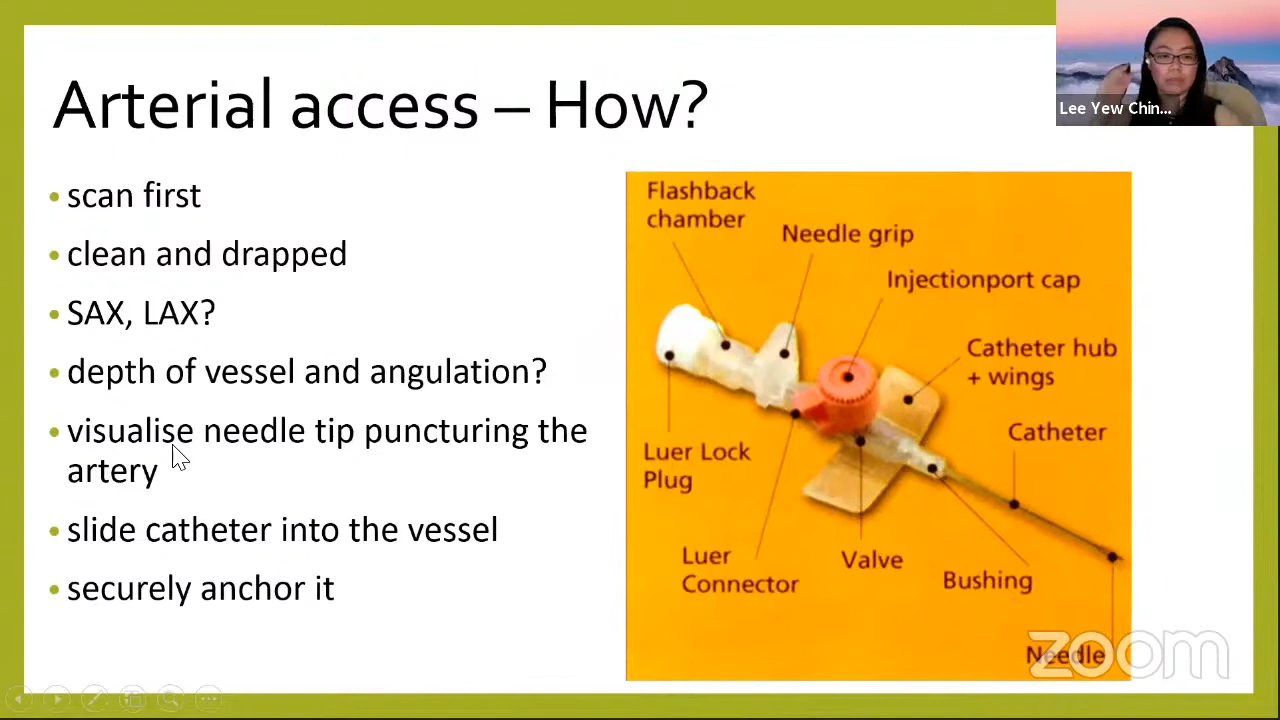 Arterial access – How?
Lee Yew Chin...
• scan first
• clean and drapped
• SAX, LAX?
• depth of vessel and angulation?
• visualise needle tip puncturing the
artery
• slide catheter into the vessel
• securely anchor it
Flashback
chamber
Needle grip
Injectionport cap
Catheter hub
+ wings
Catheter
Luer Lock
Plug
Luer
Connector
Valve
Bushing
Needle
zoom